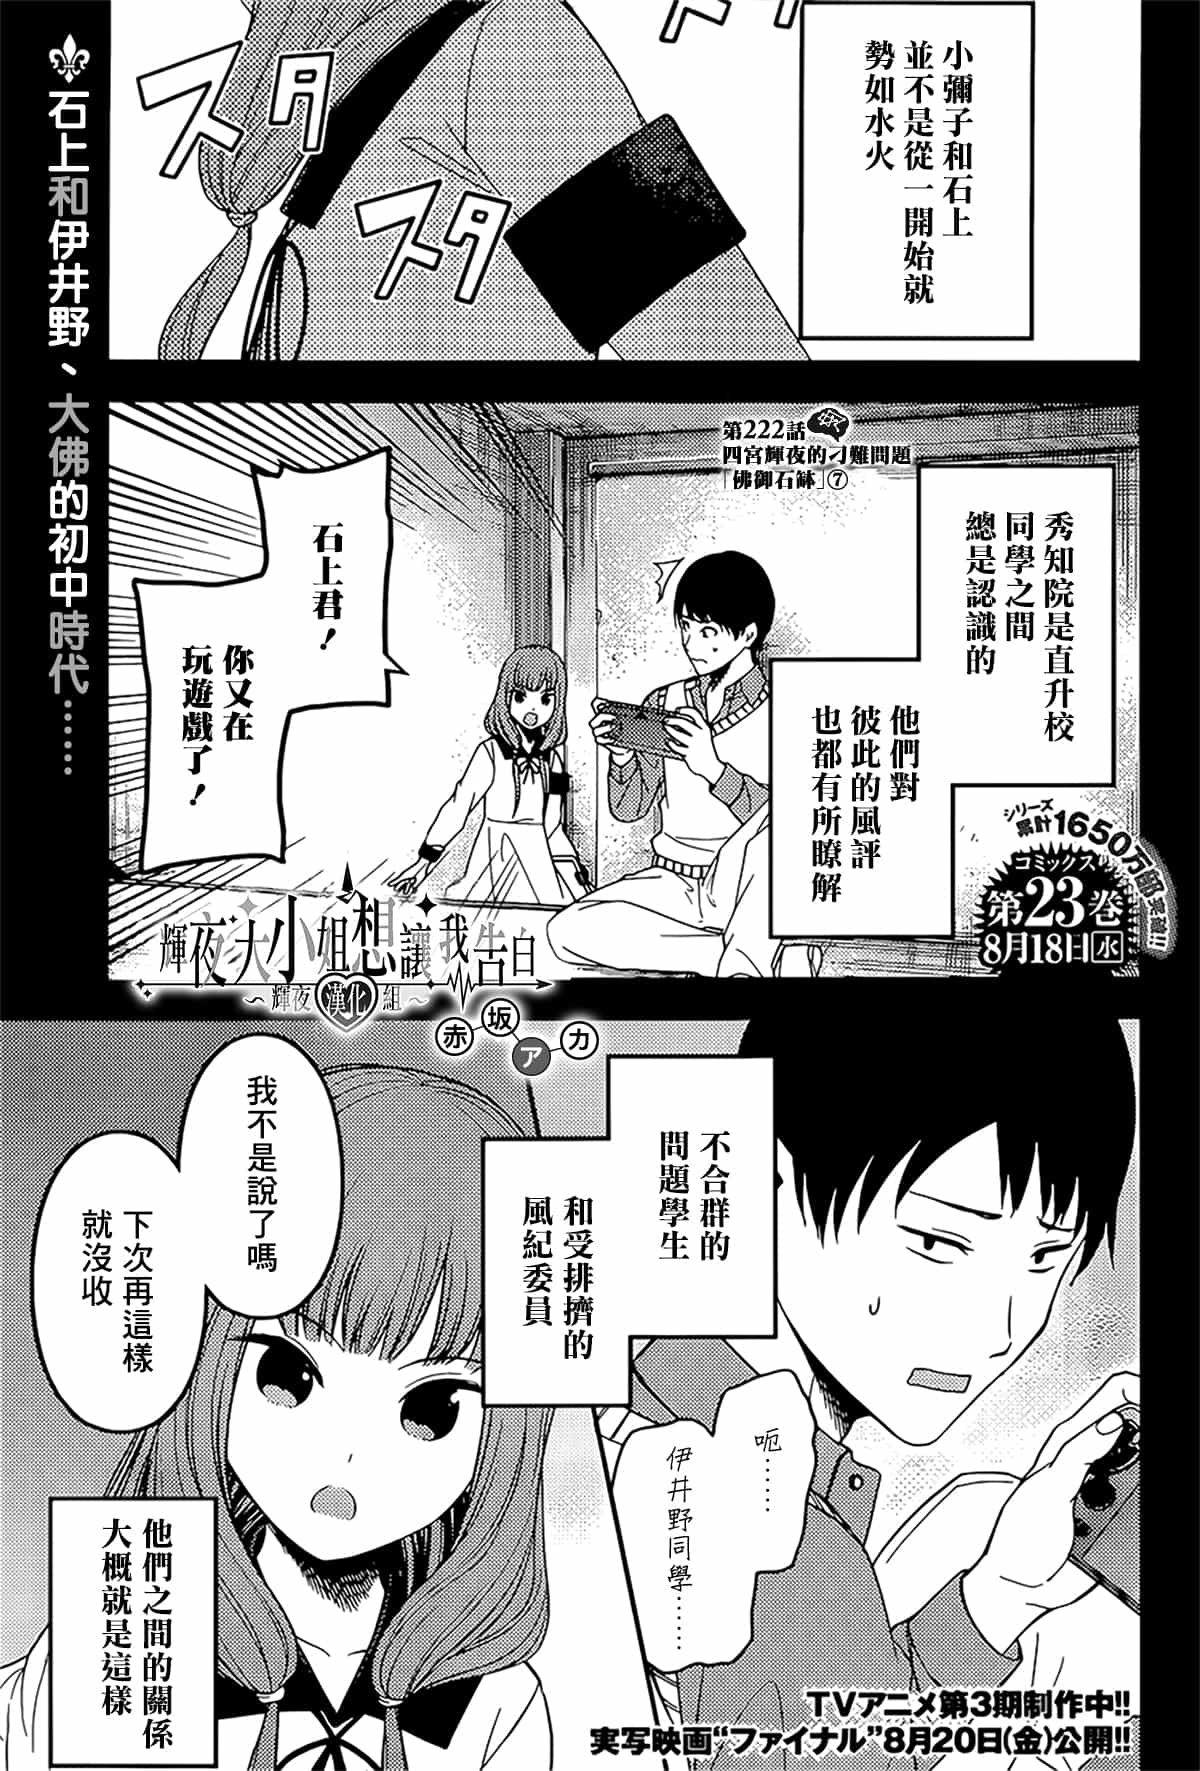 石上和伊井野、大佛的初中時代……
小彌子和石上
並不是從一開始就
勢如水火
スタ
スタ
スタ
第222話
四宮輝夜的刁難問題
「佛御石缽」⑦
秀知院是直升校
同學之間
總是認識的
他們對
彼此的風評
也都有所瞭解
石上君！
你又在
玩遊戲了！
シリーズ
累計1650万部突破!!
コミックス
第23巻
8月18日水
輝夜大小姐想讓我告白
～輝夜漢化組～
赤坂アカ
不合群的
問題學生
和受排擠的
風紀委員
我不是說了嗎
下次再這樣
就沒收
呃……
伊井野同學……
他們之間的關係
大概就是這樣
TVアニメ第3期制作中!!
実写映画“ファイナル”8月20日(金)公開!!